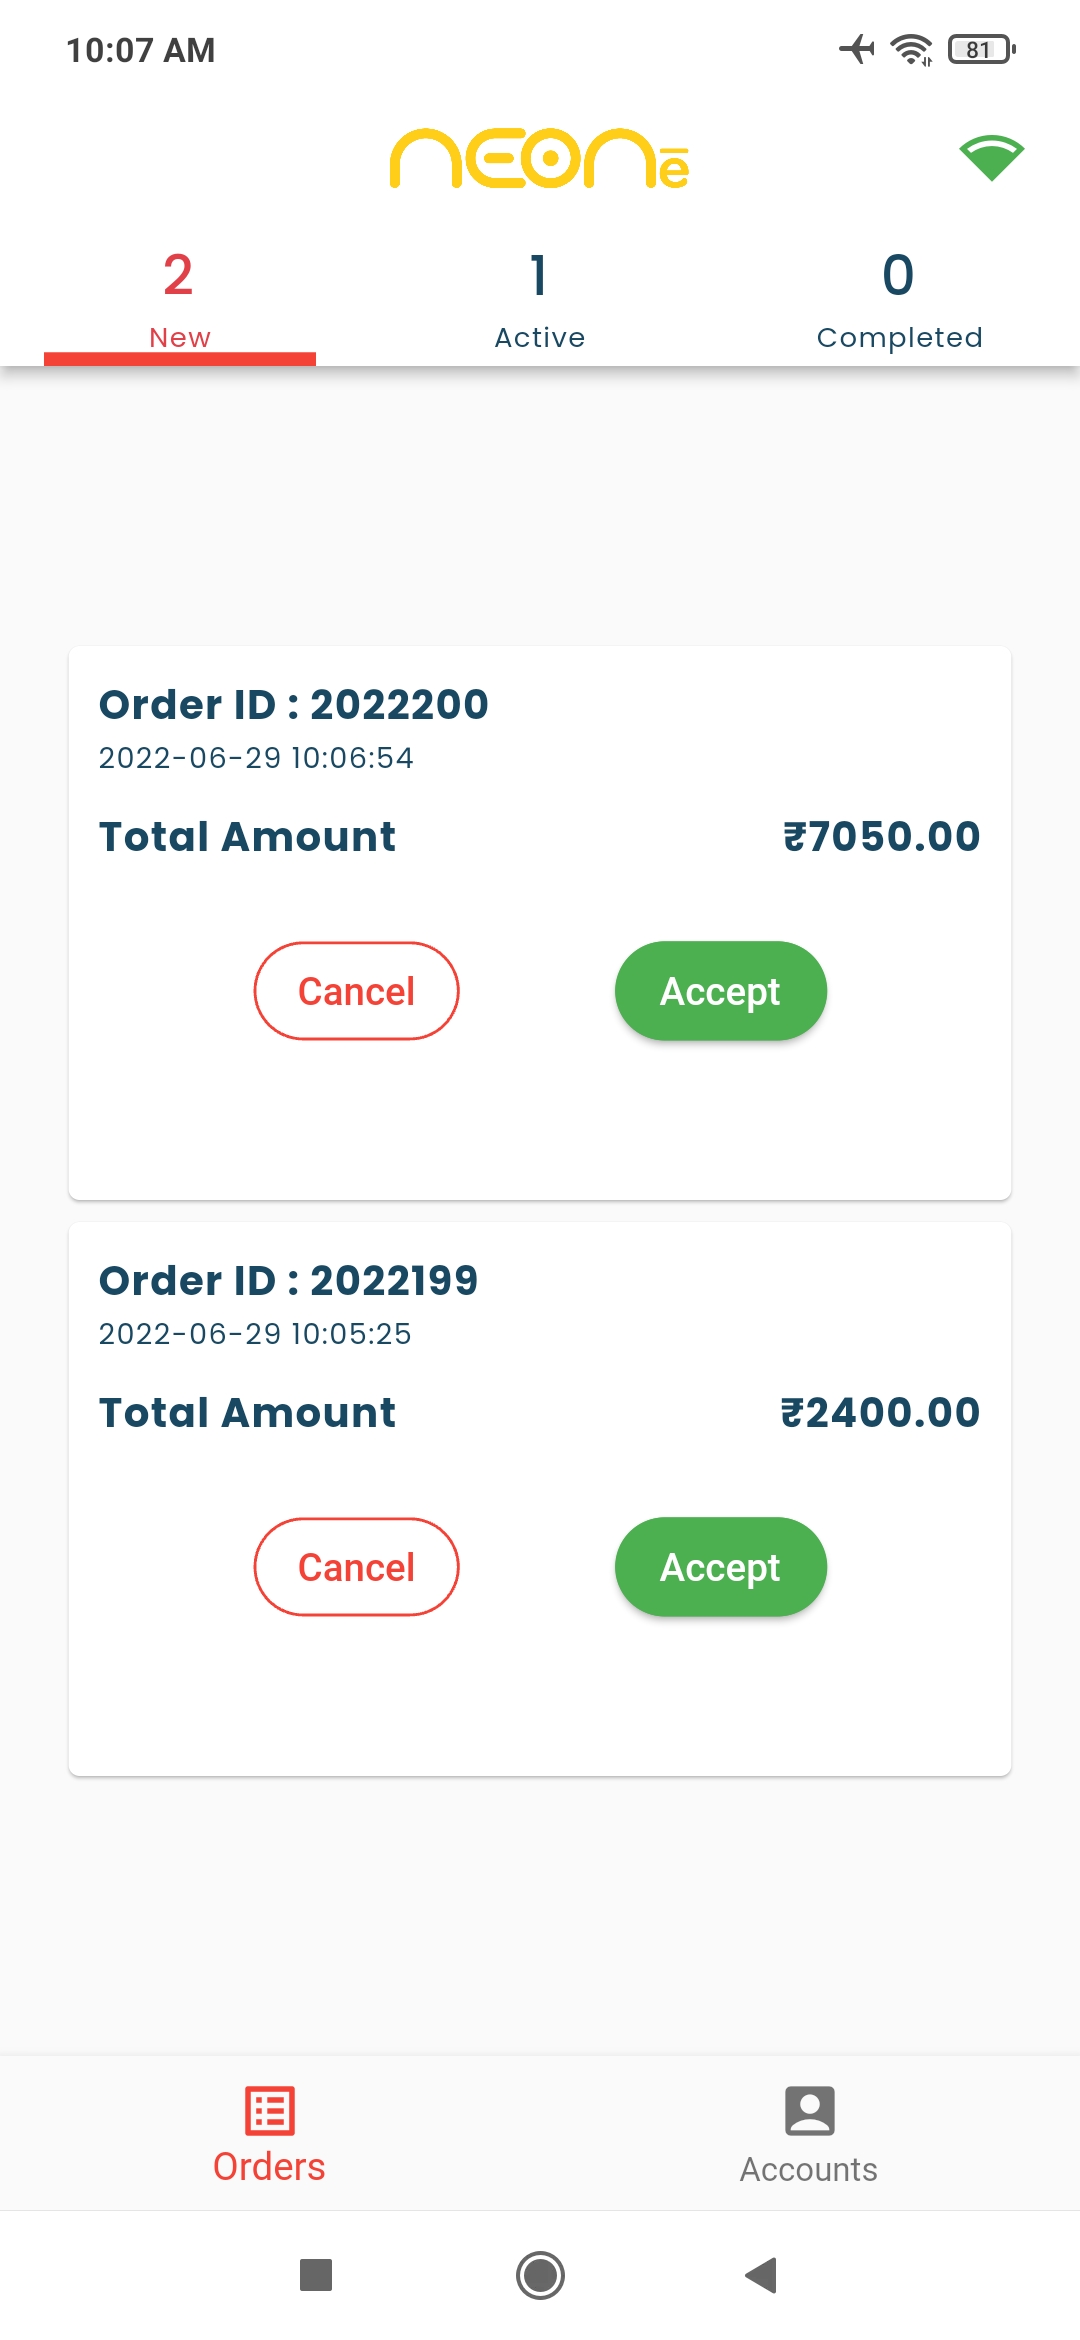 10:07 AM
81
neone̅
2
1
0
New
Active
Completed
Order ID : 2022200
2022-06-29 10:06:54
Total Amount ₹7050.00
Cancel Accept
Order ID : 2022199
2022-06-29 10:05:25
Total Amount ₹2400.00
Cancel Accept
Orders
Accounts